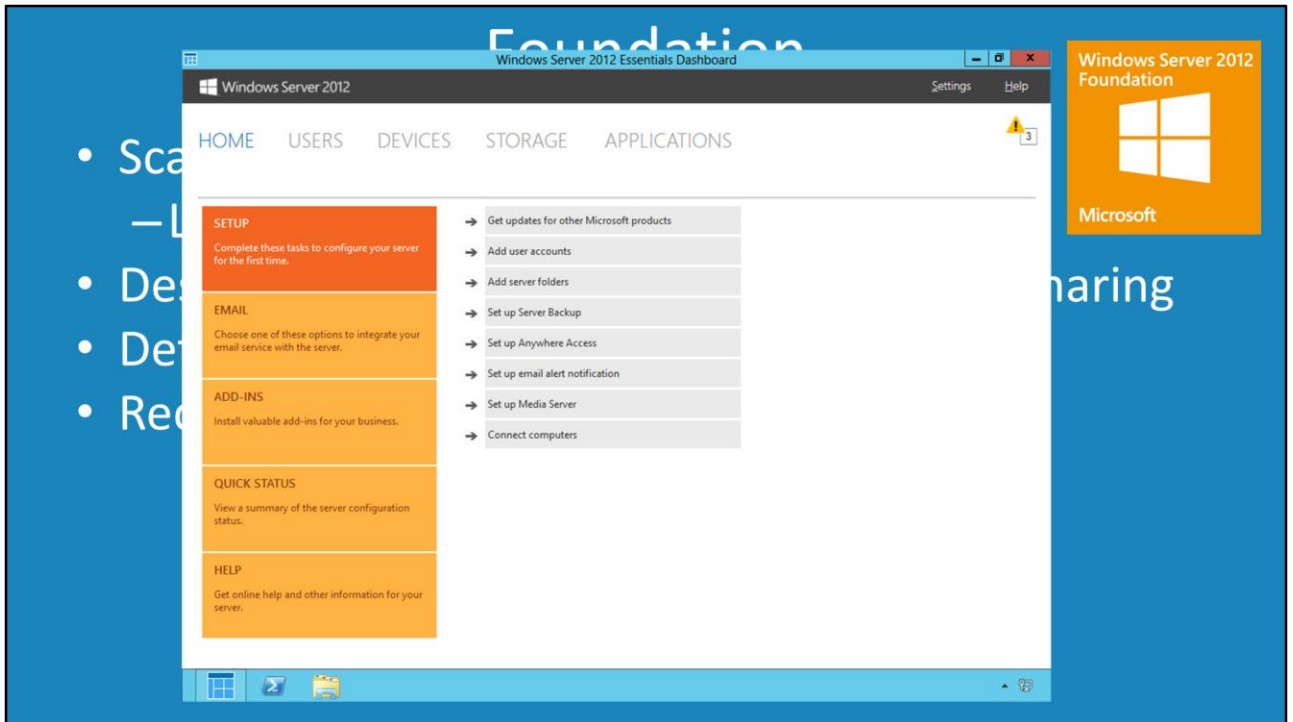 Foundation
Windows Server 2012 Essentials Dashboard
Windows Server 2012
Settings
Help
Windows Server 2012
Foundation
Microsoft
HOME
USERS
DEVICES
STORAGE
APPLICATIONS
3
SETUP
Complete these tasks to configure your server
for the first time.
EMAIL
Choose one of these options to integrate your
email service with the server.
ADD-INS
Install valuable add-ins for your business.
QUICK STATUS
View a summary of the server configuration
status.
HELP
Get online help and other information for your
server.
Get updates for other Microsoft products
Add user accounts
Add server folders
Set up Server Backup
Set up Anywhere Access
Set up email alert notification
Set up Media Server
Connect computers